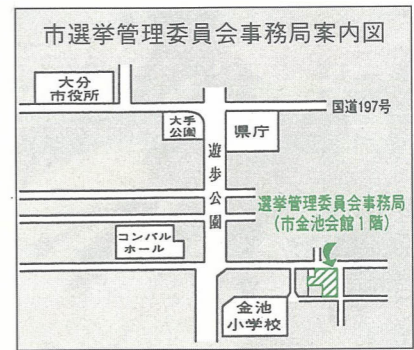 市選挙管理委員会事務局案内図
大分
市役所
国道197号
大手
公園
県庁
遊歩公園
選挙管理委員会事務局
(市金池会館1階)
コンパル
ホール
金池
小学校